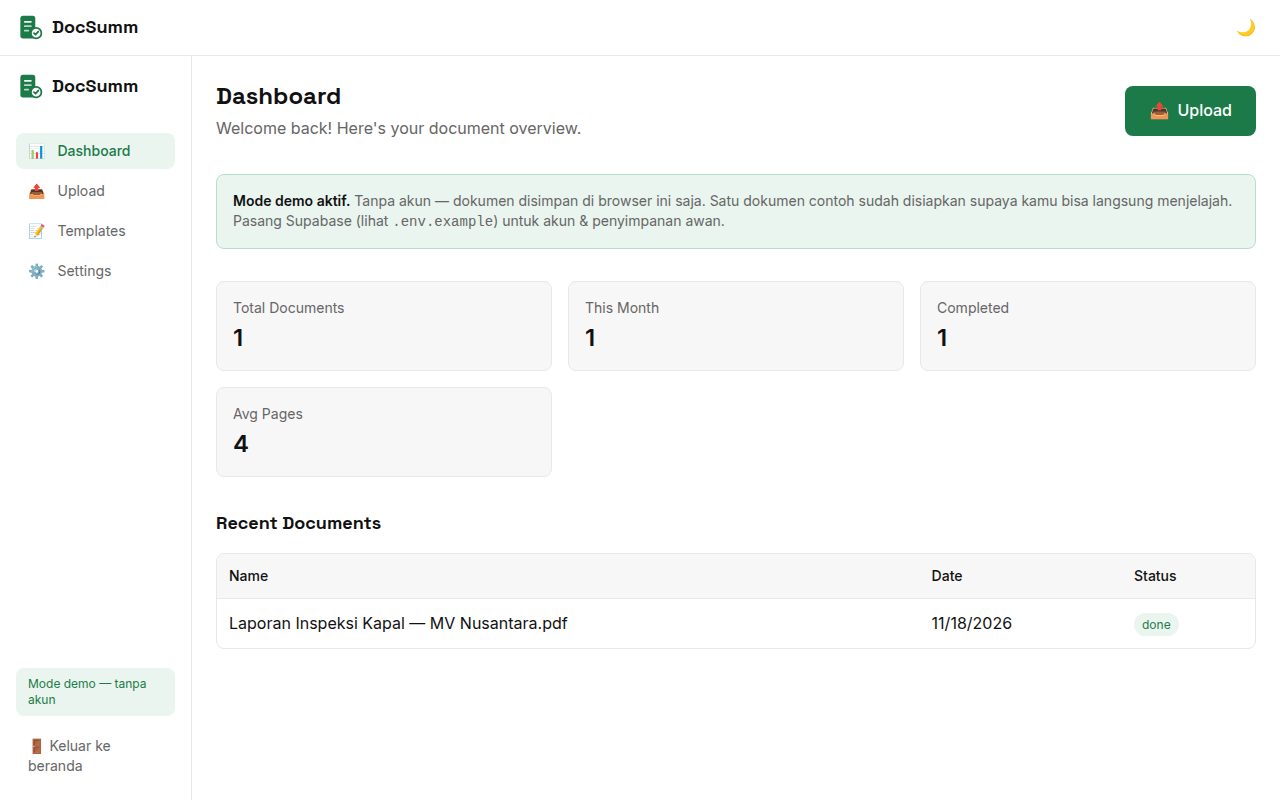 DocSumm
DocSumm
Dashboard
Upload
Templates
Settings
Mode demo — tanpa
akun
Keluar ke
beranda
Dashboard
Welcome back! Here's your document overview.
Upload
Mode demo aktif. Tanpa akun — dokumen disimpan di browser ini saja. Satu dokumen contoh sudah disiapkan supaya kamu bisa langsung menjelajah.
Pasang Supabase (lihat .env.example) untuk akun & penyimpanan awan.
Total Documents
1
This Month
1
Completed
1
Avg Pages
4
Recent Documents
Name Date Status
Laporan Inspeksi Kapal — MV Nusantara.pdf 11/18/2026 done